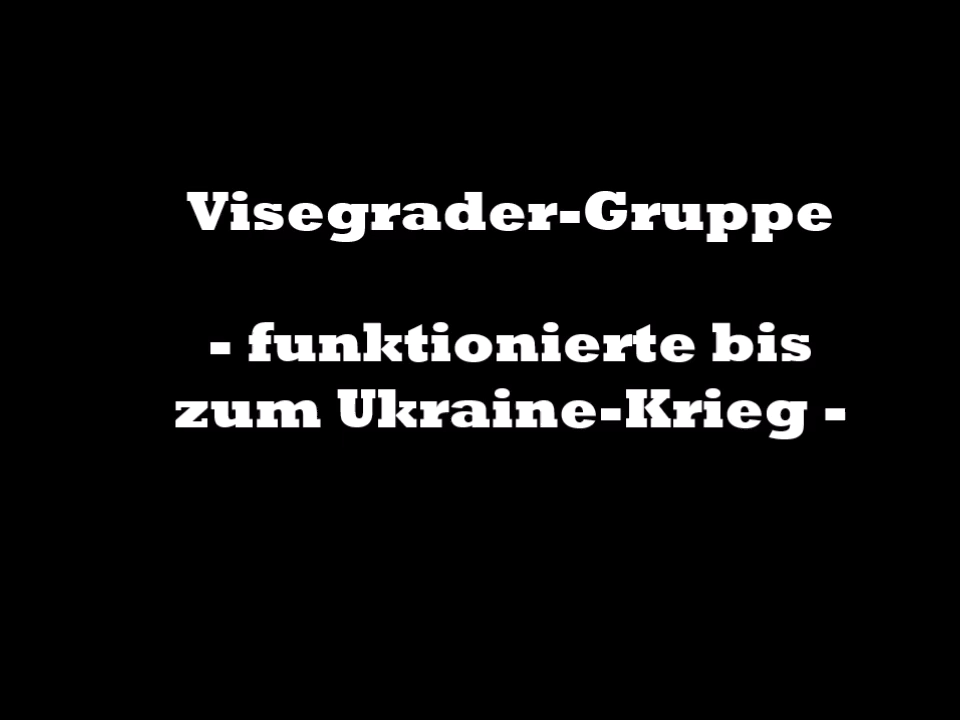 Visegrader-Gruppe
- funktionierte bis
zum Ukraine-Krieg -